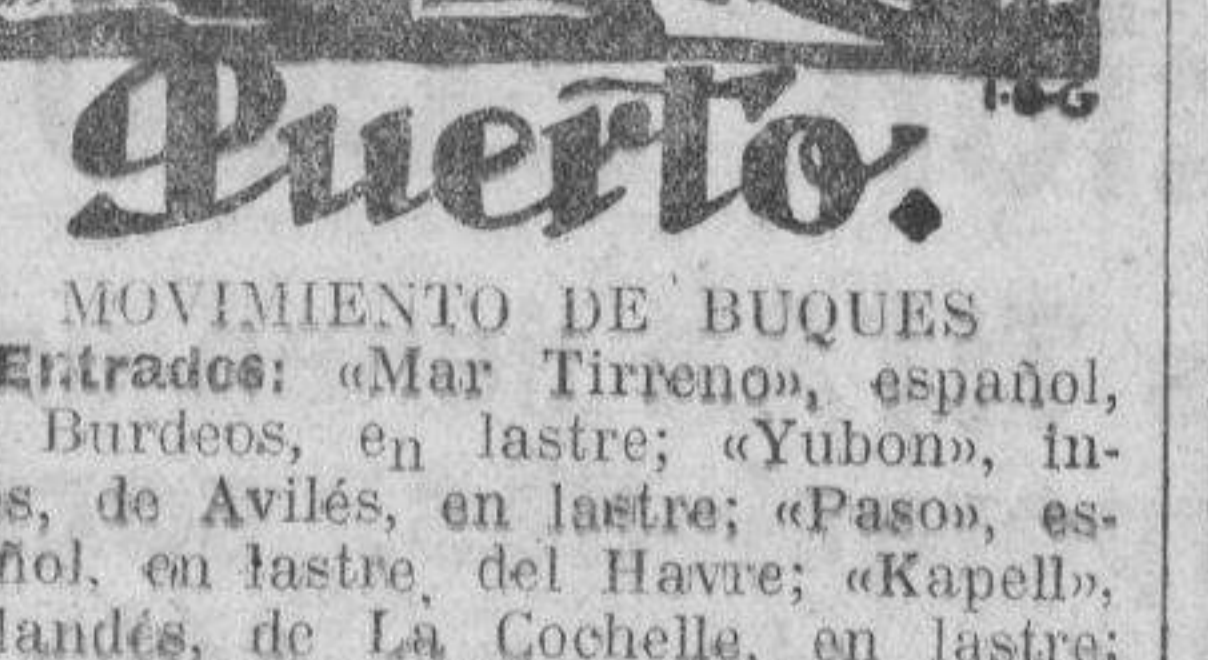 Puerto.
MOVIMIENTO DE BUQUES
Entrados: «Mar Tirreno», español,
Burdeos, en lastre; «Yubon», in-
s, de Avilés, en lastre; «Paso», es-
ñol, en lastre, del Havre; «Kapell»,
landés, de La Cochelle, en lastre;